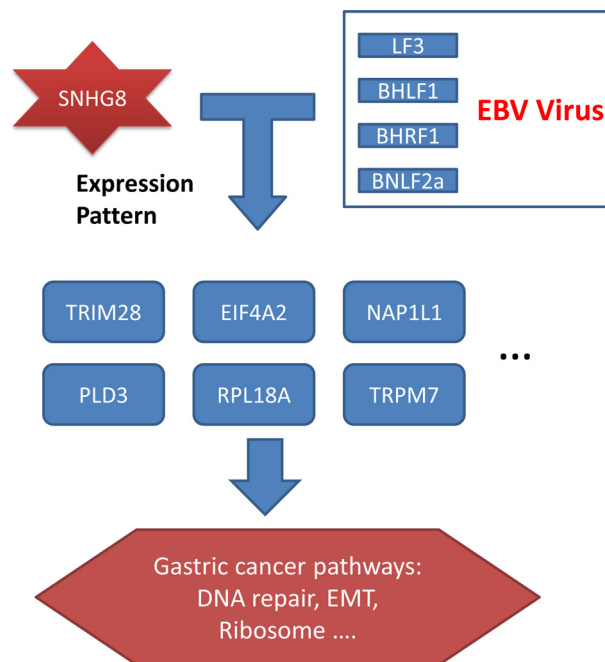 SNHG8
LF3
BHLF1
BHRF1
BNLF2a
EBV Virus
Expression
Pattern
TRIM28
EIF4A2
NAP1L1
...
PLD3
RPL18A
TRPM7
Gastric cancer pathways:
DNA repair, EMT,
Ribosome ....